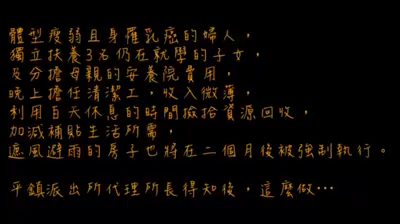 體型瘦弱且身罹乳癌的婦人，
獨立扶養3名仍在就學的子女，
及分擔母親的安養院費用，
晚上擔任清潔工，收入微薄，
利用白天休息的時間撿拾資源回收，
加減補貼生活所需，
遮風避雨的房子也將在二個月後被強制執行。
平鎮派出所代理所長得知後，這麼做…